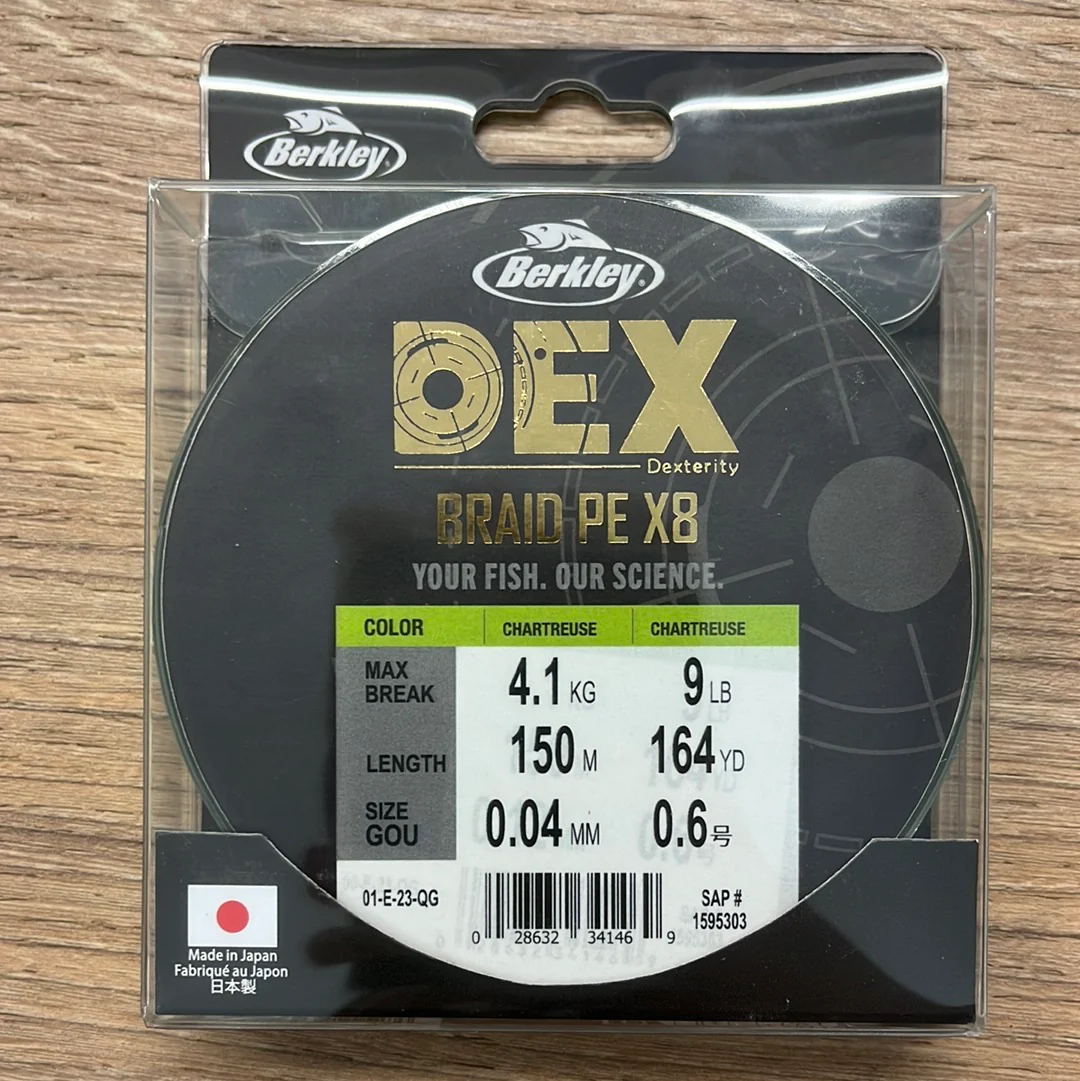 Berkley
Berkley
DEX
Dexterity
BRAID PE X8
YOUR FISH. OUR SCIENCE.
COLOR CHARTREUSE CHARTREUSE
MAX BREAK 4.1 KG 9 LB
LENGTH 150 M 164 YD
SIZE GOU 0.04 MM 0.6 号
01-E-23-QG
SAP #
1595303
0 28632 34146 9
Made in Japan
Fabriqué au Japon
日本製